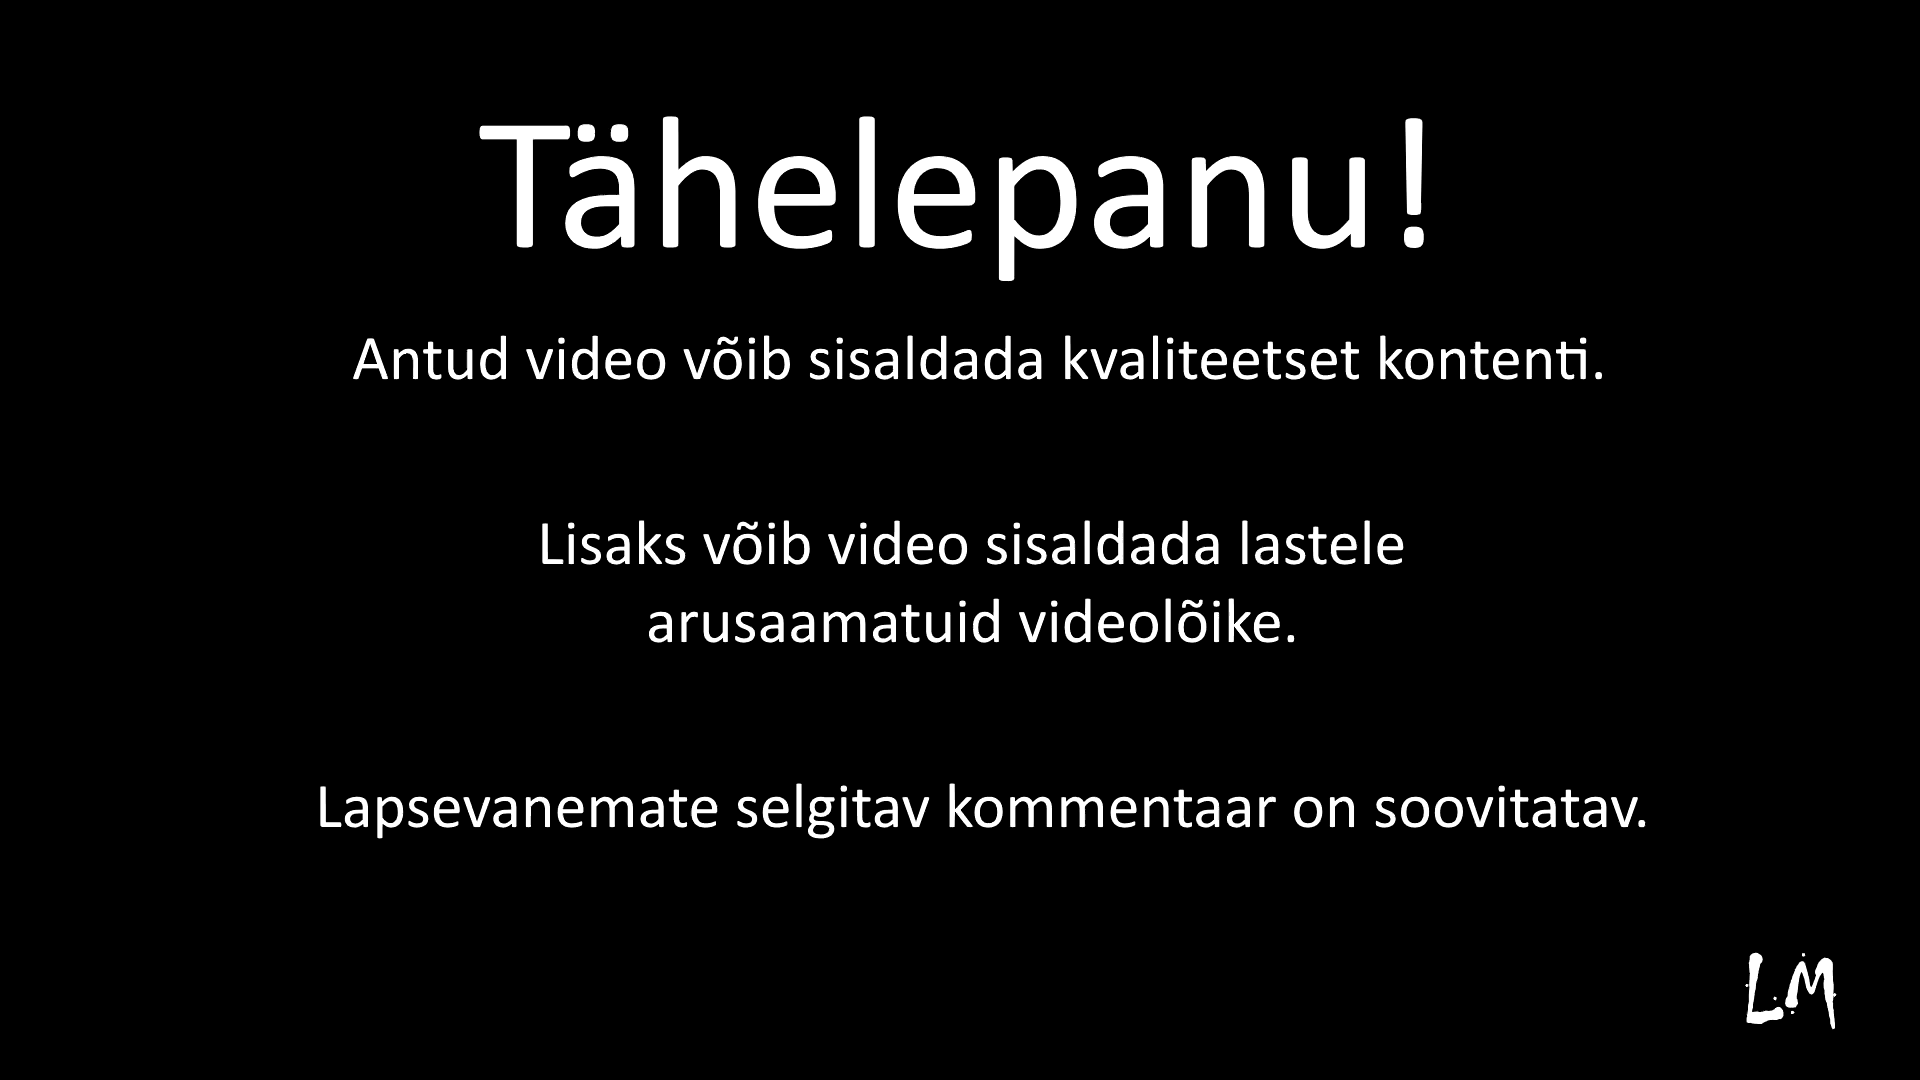 Tähelepanu!
Antud video võib sisaldada kvaliteetset kontenti.
Lisaks võib video sisaldada lastele
arusaamatuid videolõike.
Lapsevanemate selgitav kommentaar on soovitatav.
LM